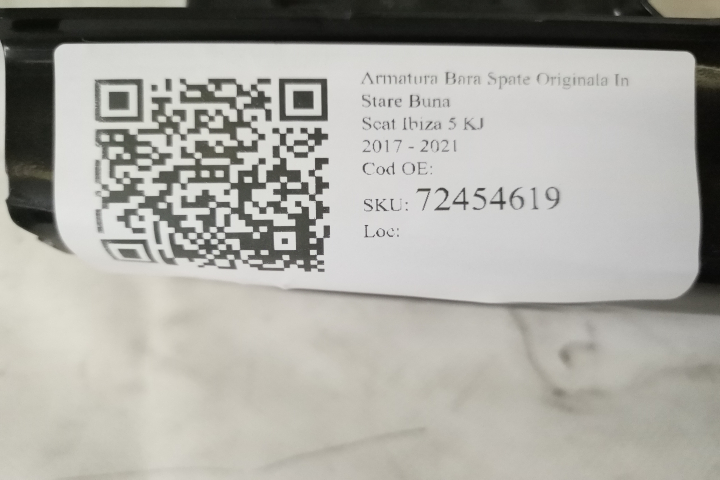 Armatura Bara Spate Originala In
Stare Buna
Seat Ibiza 5 KJ
2017 - 2021
Cod OE:
SKU: 72454619
Loc: